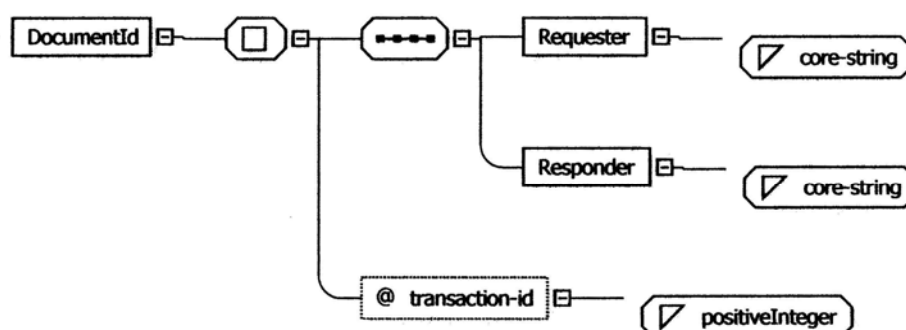 DocumentId
Requester
core-string
Responder
core-string
@ transaction-id
positiveInteger